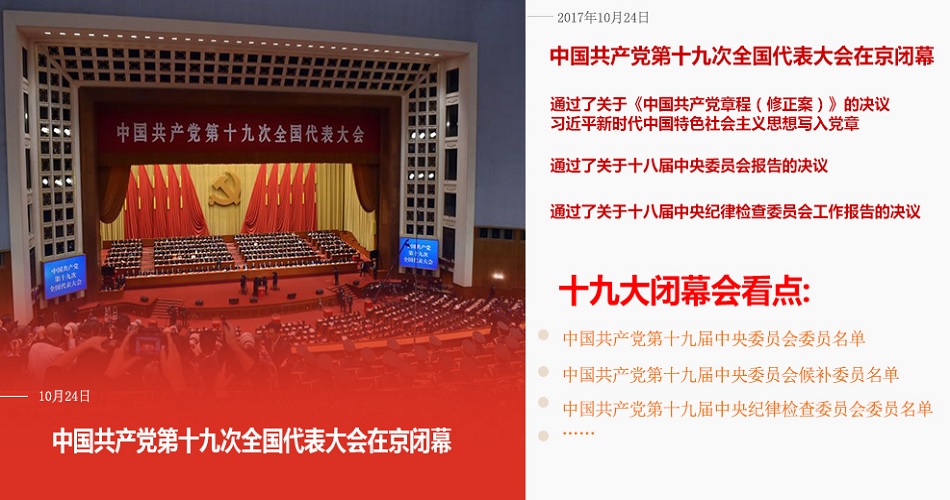 中国共产党第十九次全国代表大会
中国共产党
第十九次
全国代表大会
中国共产党
第十九次
全国代表大会
10月24日
中国共产党第十九次全国代表大会在京闭幕
2017年10月24日
中国共产党第十九次全国代表大会在京闭幕
通过了关于《中国共产党章程（修正案）》的决议
习近平新时代中国特色社会主义思想写入党章
通过了关于十八届中央委员会报告的决议
通过了关于十八届中央纪律检查委员会工作报告的决议
十九大闭幕会看点:
中国共产党第十九届中央委员会委员名单
中国共产党第十九届中央委员会候补委员名单
中国共产党第十九届中央纪律检查委员会委员名单
……